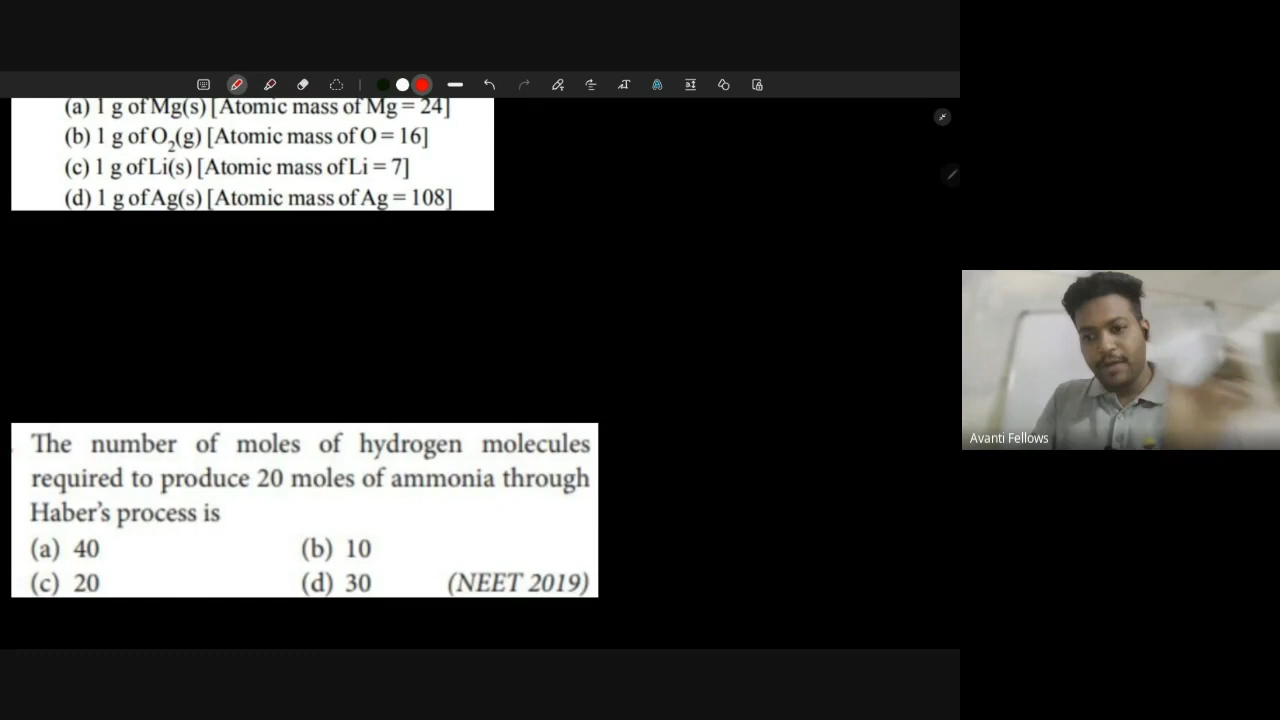 (a) 1 g of Mg(s) [Atomic mass of Mg = 24]
(b) 1 g of O₂(g) [Atomic mass of O = 16]
(c) 1 g of Li(s) [Atomic mass of Li = 7]
(d) 1 g of Ag(s) [Atomic mass of Ag = 108]
The number of moles of hydrogen molecules
required to produce 20 moles of ammonia through
Haber's process is
(a) 40 (b) 10
(c) 20 (d) 30 (NEET 2019)
Avanti Fellows